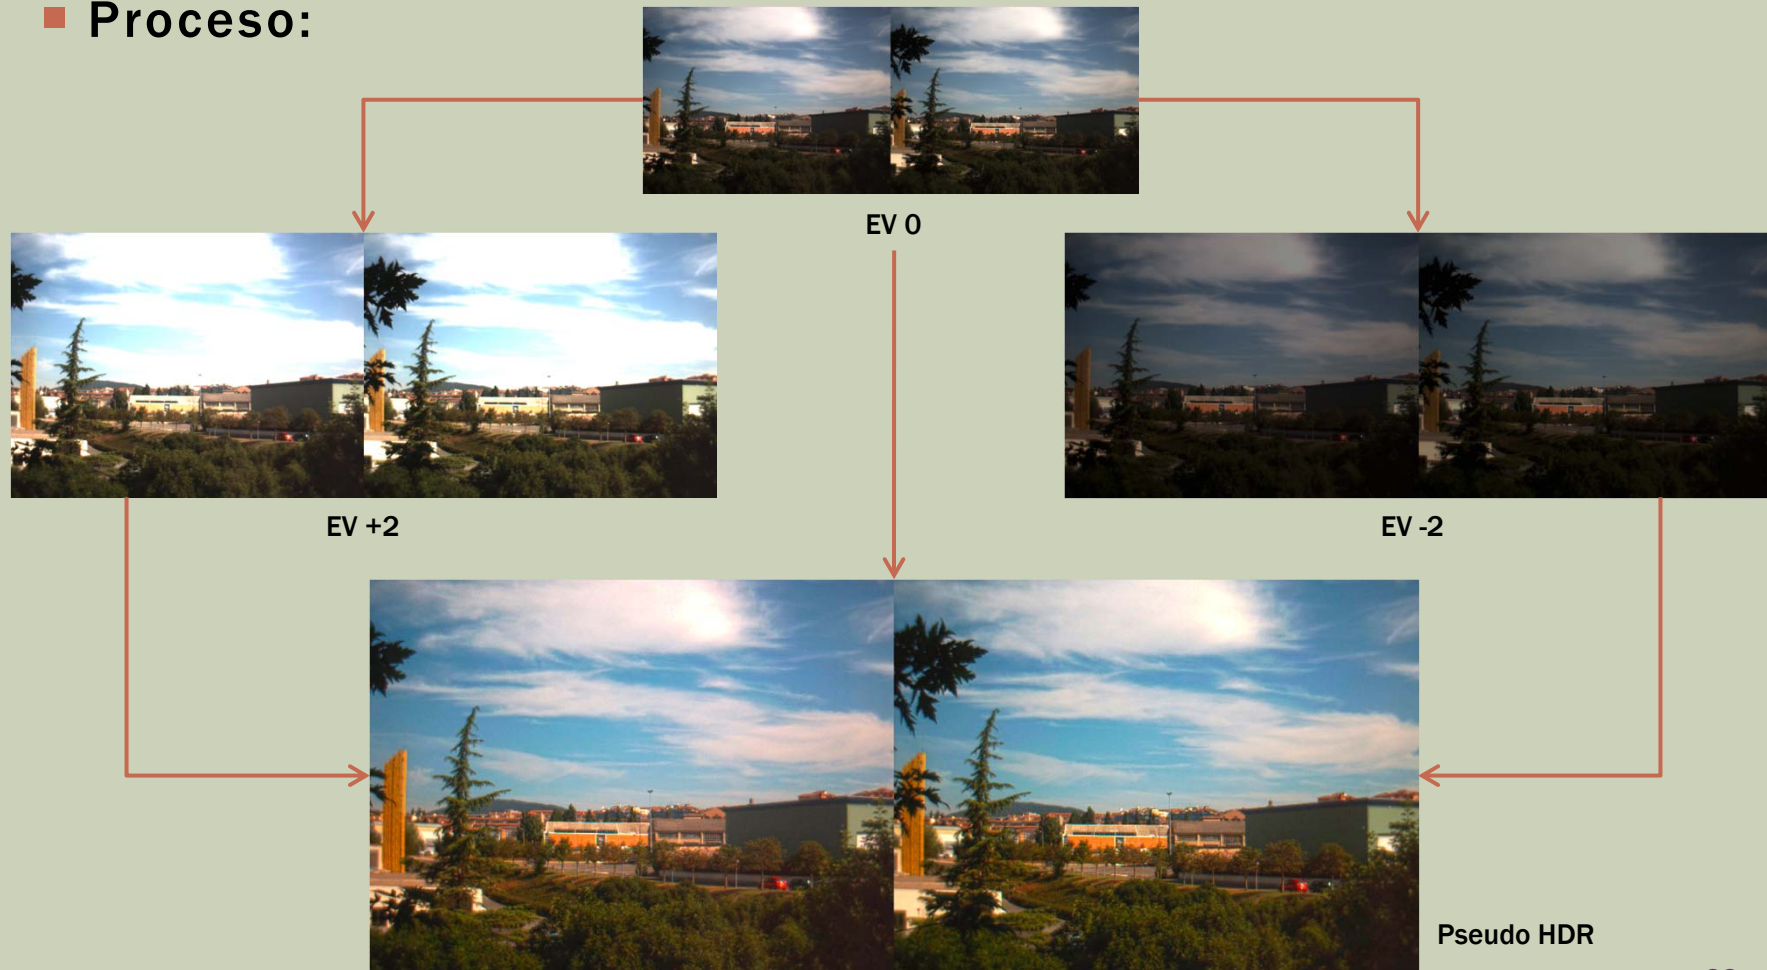 Proceso:
EV 0
EV +2
EV -2
Pseudo HDR